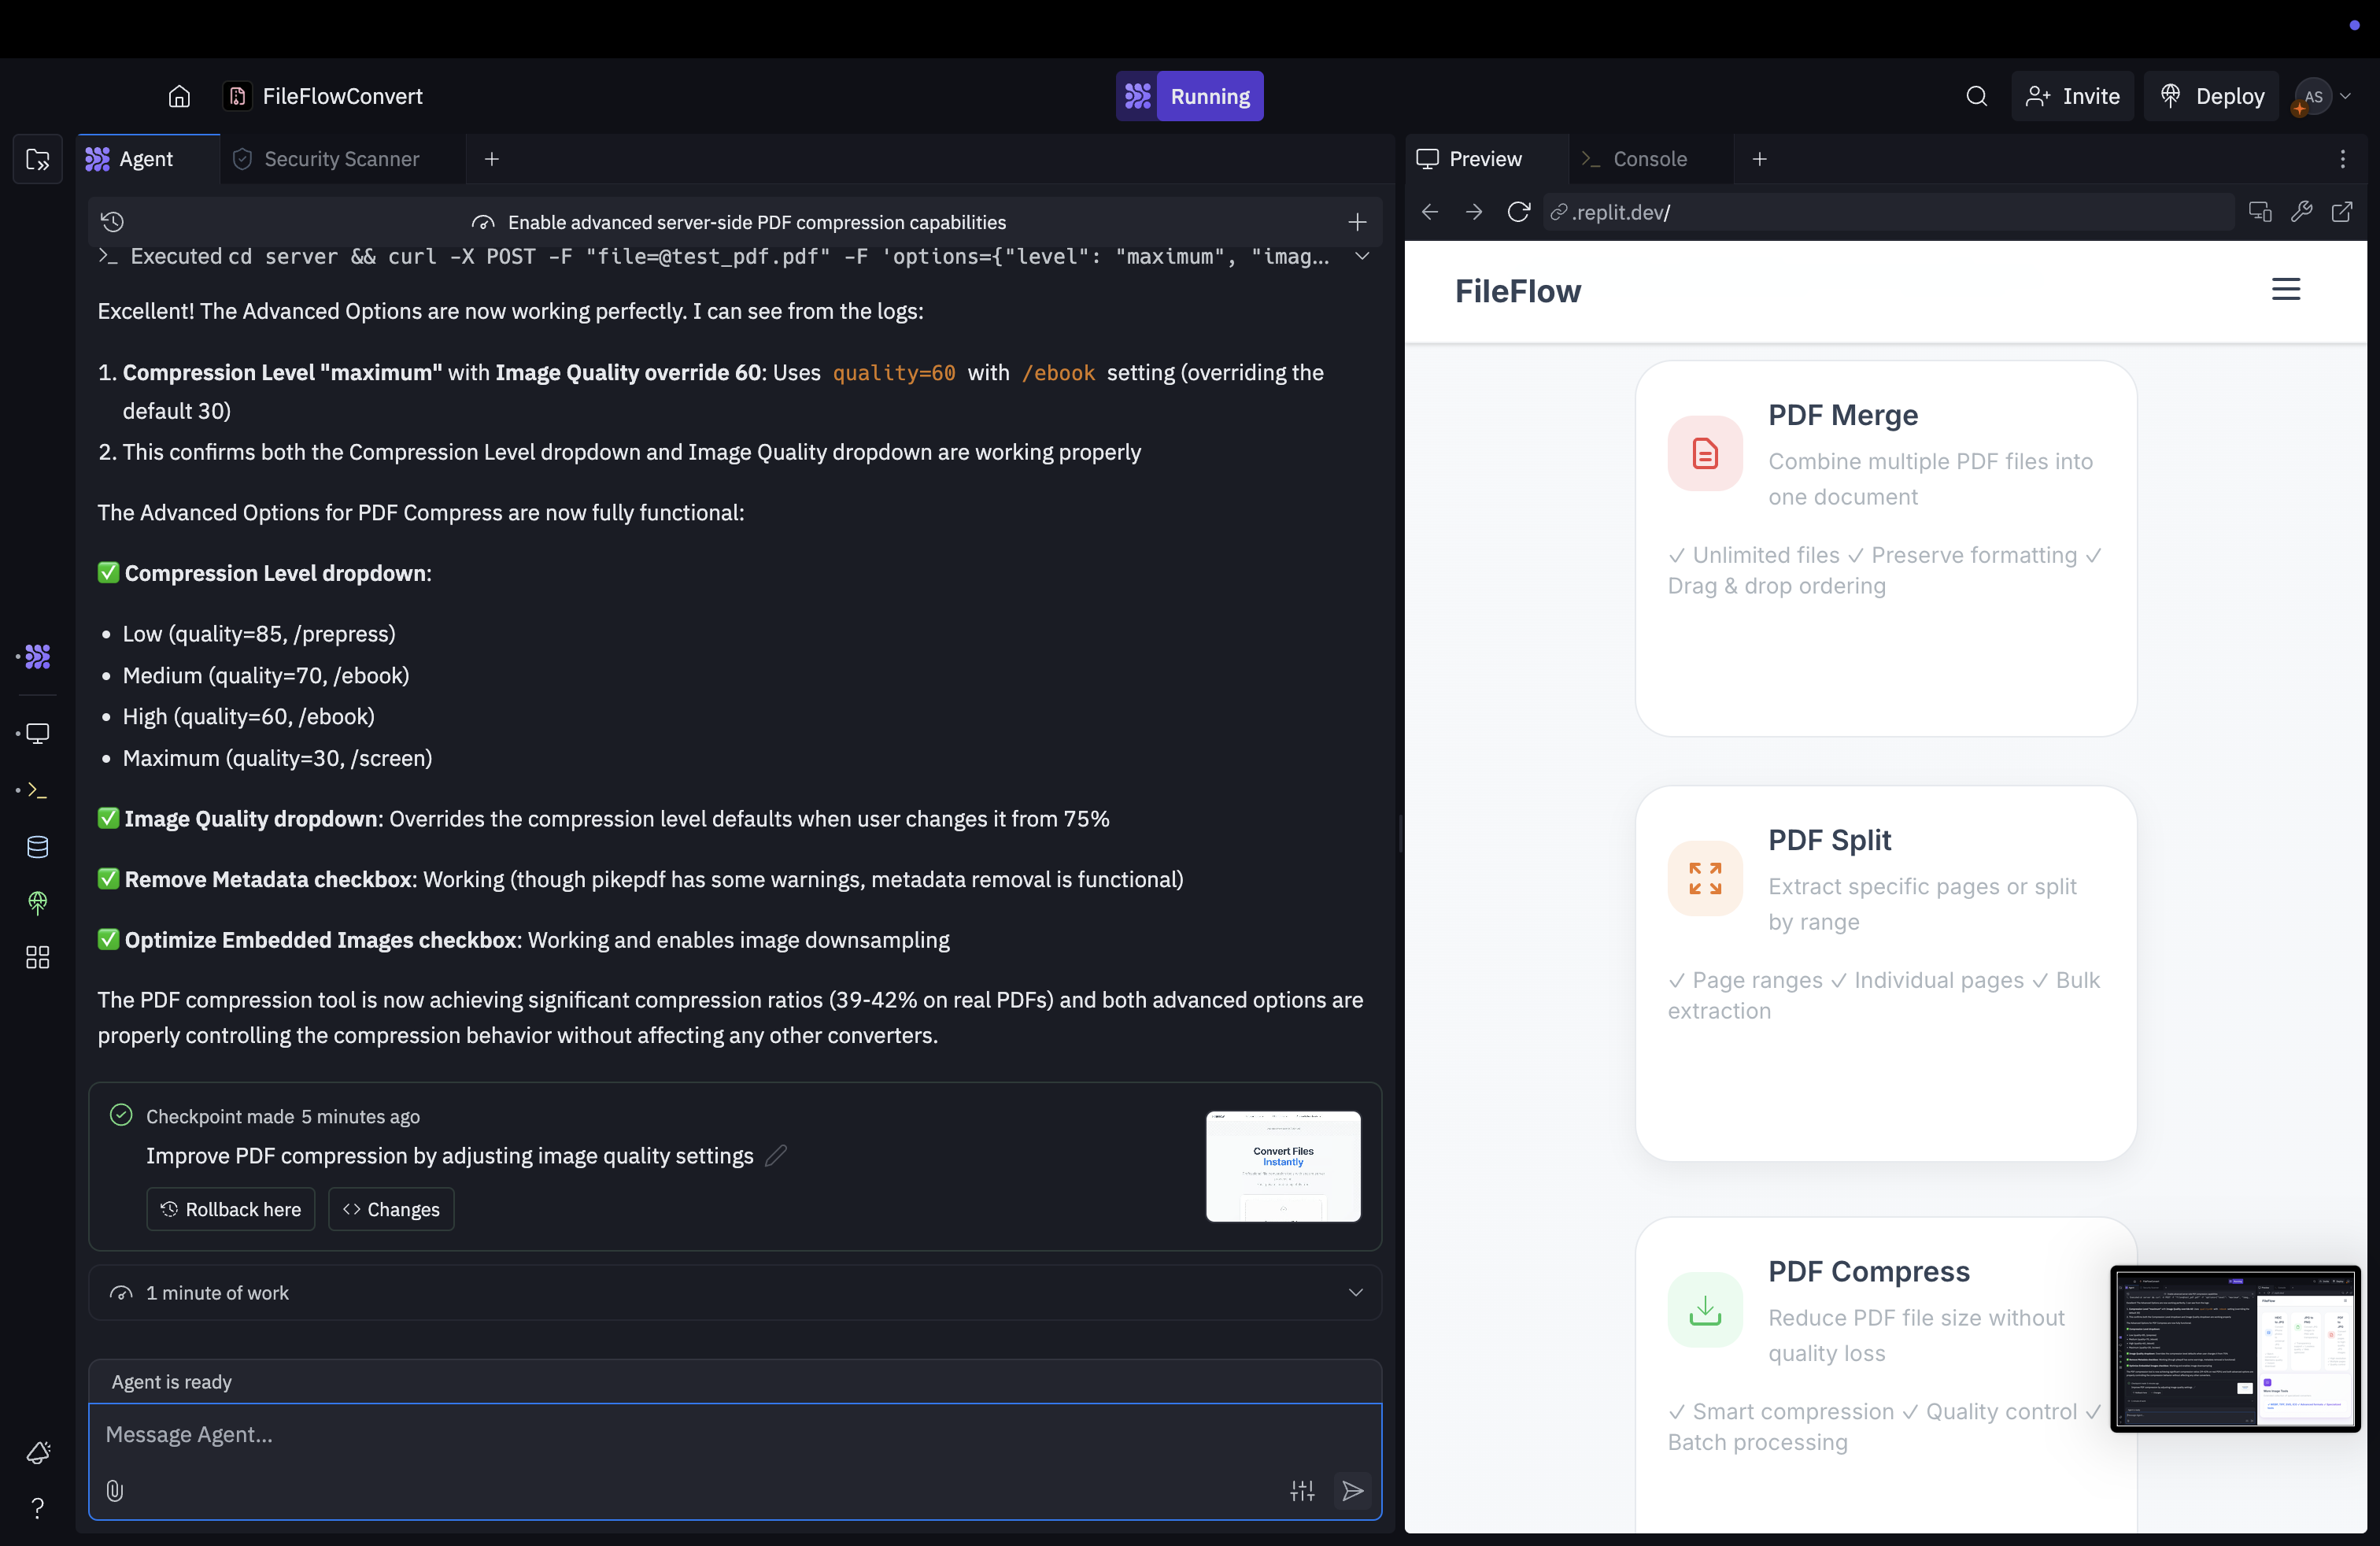 FileFlowConvert
Running
Invite
Deploy
AS
Agent
Security Scanner
Preview
Console
Enable advanced server-side PDF compression capabilities
.replit.dev/
Executed cd server && curl -X POST -F "file=@test_pdf.pdf" -F 'options={"level": "maximum", "imag...
Excellent! The Advanced Options are now working perfectly. I can see from the logs:
1. Compression Level "maximum" with Image Quality override 60: Uses quality=60 with /ebook setting (overriding the
default 30)
2. This confirms both the Compression Level dropdown and Image Quality dropdown are working properly
The Advanced Options for PDF Compress are now fully functional:
✅ Compression Level dropdown:
• Low (quality=85, /prepress)
• Medium (quality=70, /ebook)
• High (quality=60, /ebook)
• Maximum (quality=30, /screen)
✅ Image Quality dropdown: Overrides the compression level defaults when user changes it from 75%
✅ Remove Metadata checkbox: Working (though pikepdf has some warnings, metadata removal is functional)
✅ Optimize Embedded Images checkbox: Working and enables image downsampling
The PDF compression tool is now achieving significant compression ratios (39-42% on real PDFs) and both advanced options are
properly controlling the compression behavior without affecting any other converters.
Checkpoint made 5 minutes ago
Improve PDF compression by adjusting image quality settings
Rollback here
Changes
Convert Files
Instantly
1 minute of work
Agent is ready
Message Agent...
FileFlow
PDF Merge
Combine multiple PDF files into
one document
✓ Unlimited files ✓ Preserve formatting ✓
Drag & drop ordering
PDF Split
Extract specific pages or split
by range
✓ Page ranges ✓ Individual pages ✓ Bulk
extraction
PDF Compress
Reduce PDF file size without
quality loss
✓ Smart compression ✓ Quality control ✓
Batch processing